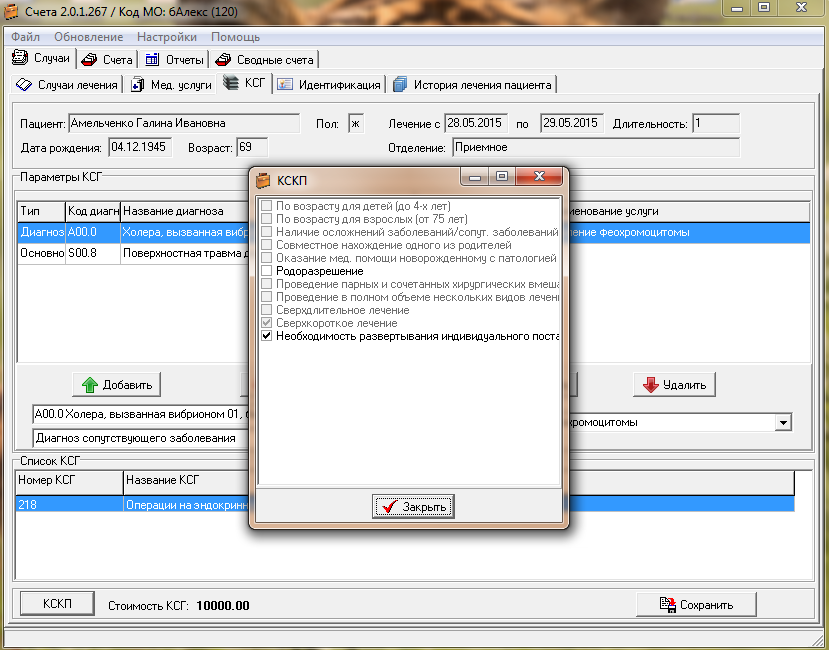 Счета 2.0.1.267 / Код МО: бАлекс (120)
Файл Обновление Настройки Помощь
Случаи Счета Отчеты Сводные счета
Случаи лечения Мед. услуги КСГ Идентификация История лечения пациента
Пациент: Амельченко Галина Ивановна Пол: ж Лечение с 28.05.2015 по 29.05.2015 Длительность: 1
Дата рождения: 04.12.1945 Возраст: 69 Отделение: Приемное
Параметры КСГ
Тип Код диагн Название диагноза именование услуги
Диагноз A00.0 Холера, вызванная вибр ление феохромоцитомы
Основно S00.8 Поверхностная травма д
КСКП
По возрасту для детей (до 4-х лет)
По возрасту для взрослых (от 75 лет)
Наличие осложнений заболеваний/сопут. заболеваний
Совместное нахождение одного из родителей
Оказание мед. помощи новорожденному с патологией
Родоразрешение
Проведение парных и сочетанных хирургических вмеша
Проведение в полном объеме нескольких видов лечен
Сверхдлительное лечение
Сверхкороткое лечение
Необходимость развертывания индивидуального поста
Закрыть
Добавить Удалить
A00.0 Холера, вызванная вибрионом 01, хромоцитомы
Диагноз сопутствующего заболевания
Список КСГ
Номер КСГ Название КСГ
218 Операции на эндокринн
КСКП Стоимость КСГ: 10000.00 Сохранить